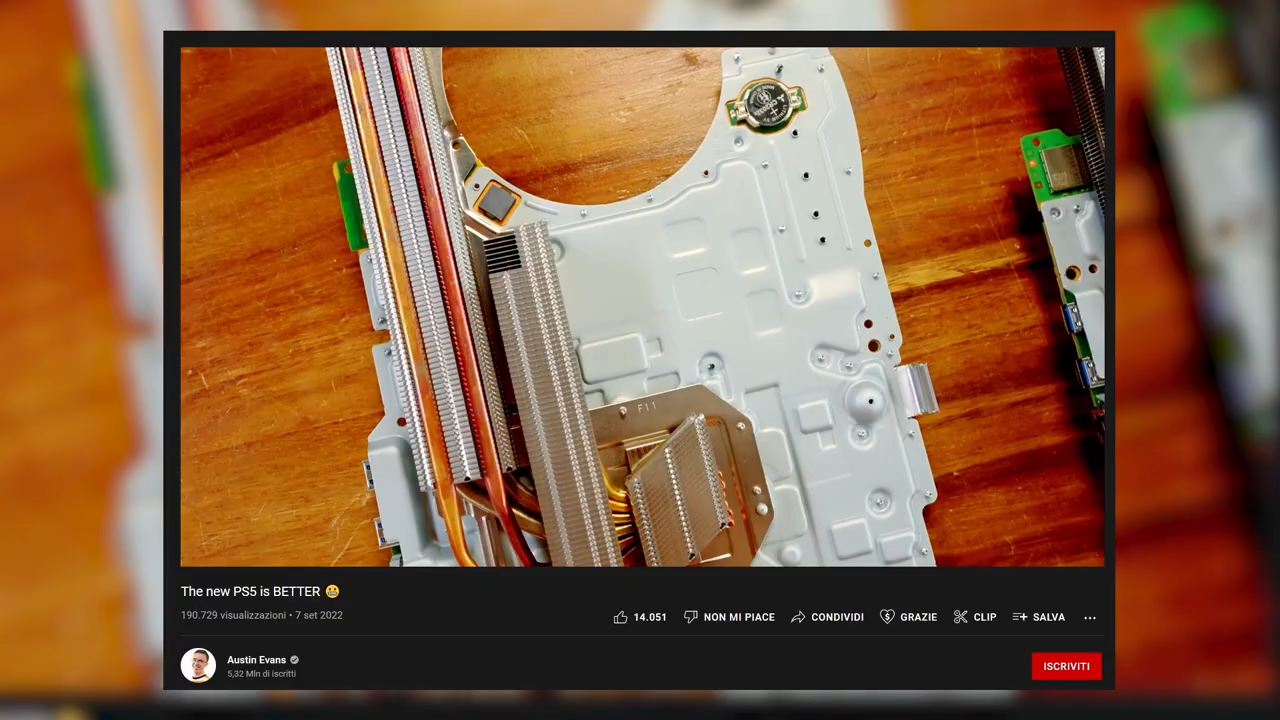 F11
The new PS5 is BETTER 😬
190.729 visualizzazioni • 7 set 2022
14.051 NON MI PIACE CONDIVIDI GRAZIE CLIP SALVA ...
Austin Evans
5,32 Mln di iscritti
ISCRIVITI